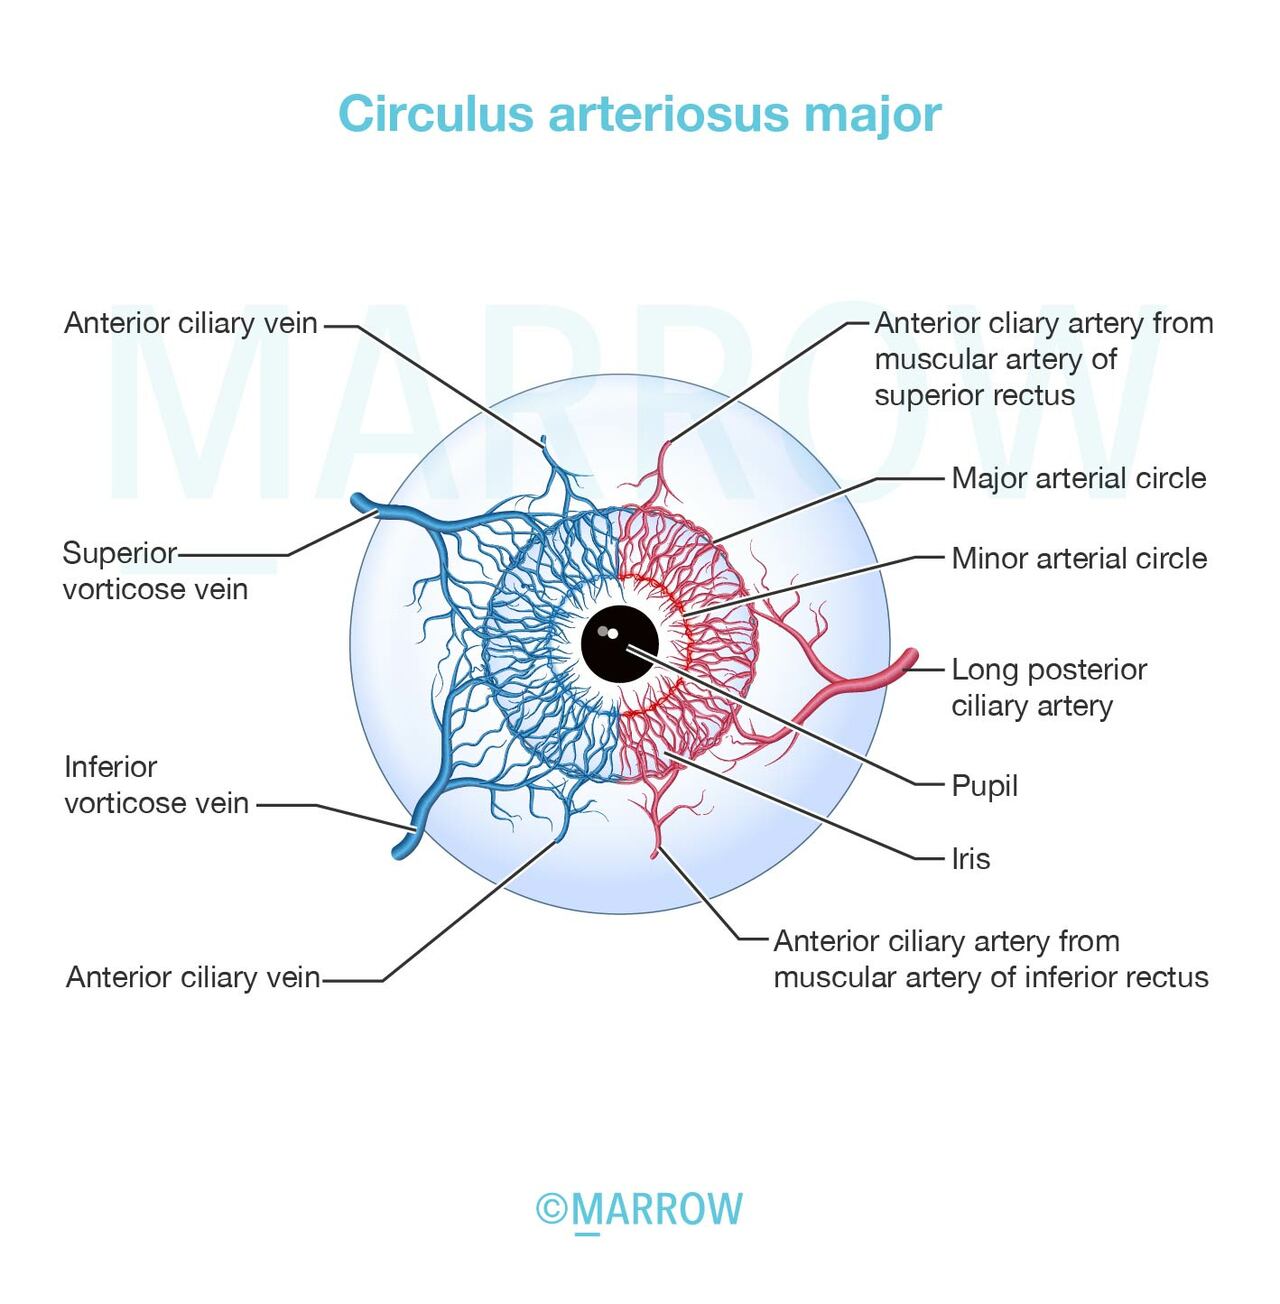 Circulus arteriosus major
MARROW
Anterior ciliary vein
Superior
vorticose vein
Inferior
vorticose vein
Anterior ciliary vein
Anterior cliary artery from
muscular artery of
superior rectus
Major arterial circle
Minor arterial circle
Long posterior
ciliary artery
Pupil
Iris
Anterior ciliary artery from
muscular artery of inferior rectus
©MARROW